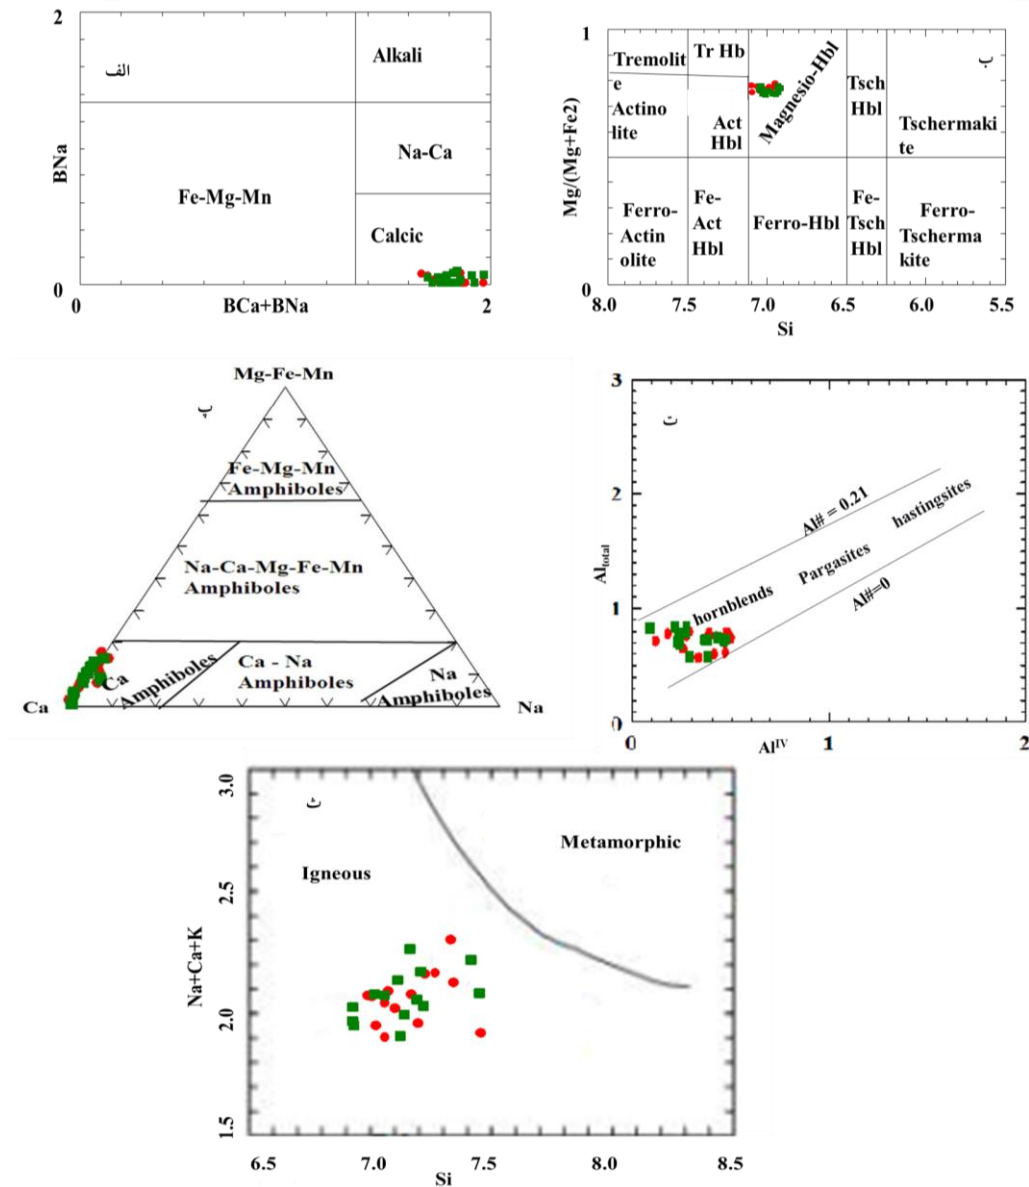 2
الف
Alkali
BNa
Na-Ca
Fe-Mg-Mn
Calcic
0
0
BCa+BNa
2
1
Tremolit
e
Actino
lite
Tr Hb
Act
Hbl
Magnesio-Hbl
Tsch
Hbl
Tschermaki
te
Mg/(Mg+Fe2)
Ferro-
Actin
olite
Fe-
Act
Hbl
Ferro-Hbl
Fe-
Tsch
Hbl
Ferro-
Tscherma
kite
0
8.0 7.5 7.0 6.5 6.0 5.5
Si
Mg-Fe-Mn
Fe-Mg-Mn
Amphiboles
Na-Ca-Mg-Fe-Mn
Amphiboles
Ca
Amphiboles
Ca - Na
Amphiboles
Na
Amphiboles
Ca
Na
3
2
1
0
Al total
Al# = 0.21
hastingsites
Pargasites
hornblends
Al#=0
0 1 2
AlIV
3.0
2.5
2.0
1.5
Na+Ca+K
Igneous
Metamorphic
6.5 7.0 7.5 8.0 8.5
Si